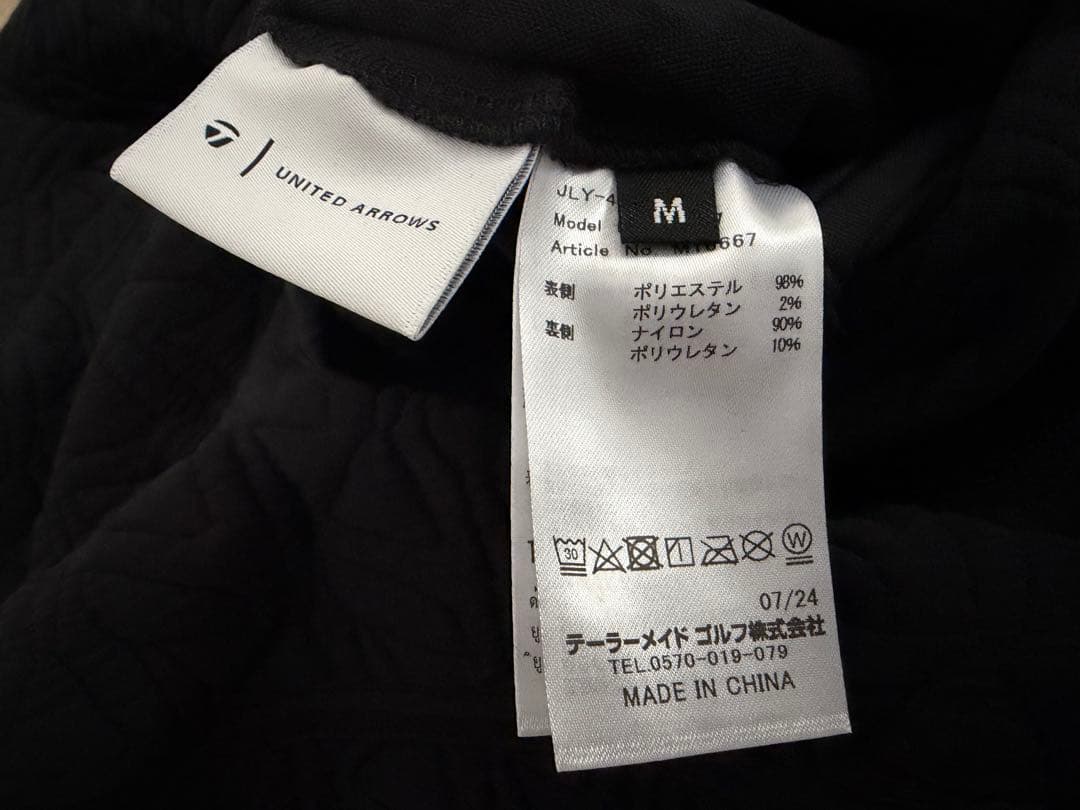 UNITED ARROWS
M
JLY-4
Model
Article No. M10667
表側 ポリエステル 98%
ポリウレタン 2%
裏側 ナイロン 90%
ポリウレタン 10%
30
W
07/24
テーラーメイド ゴルフ株式会社
TEL.0570-019-079
MADE IN CHINA